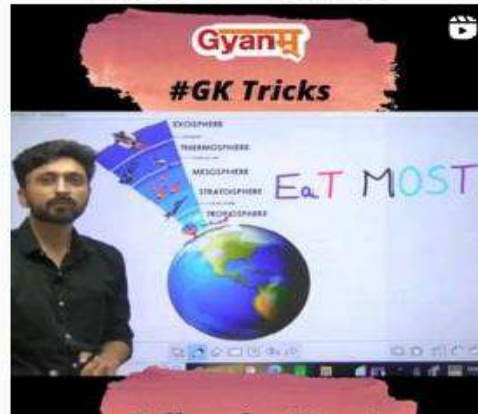 Gyanम्
#GK Tricks
EXOSPHERE
THERMOSPHERE
MESOSPHERE
STRATOSPHERE
TROPOSPHERE
EaT MOST